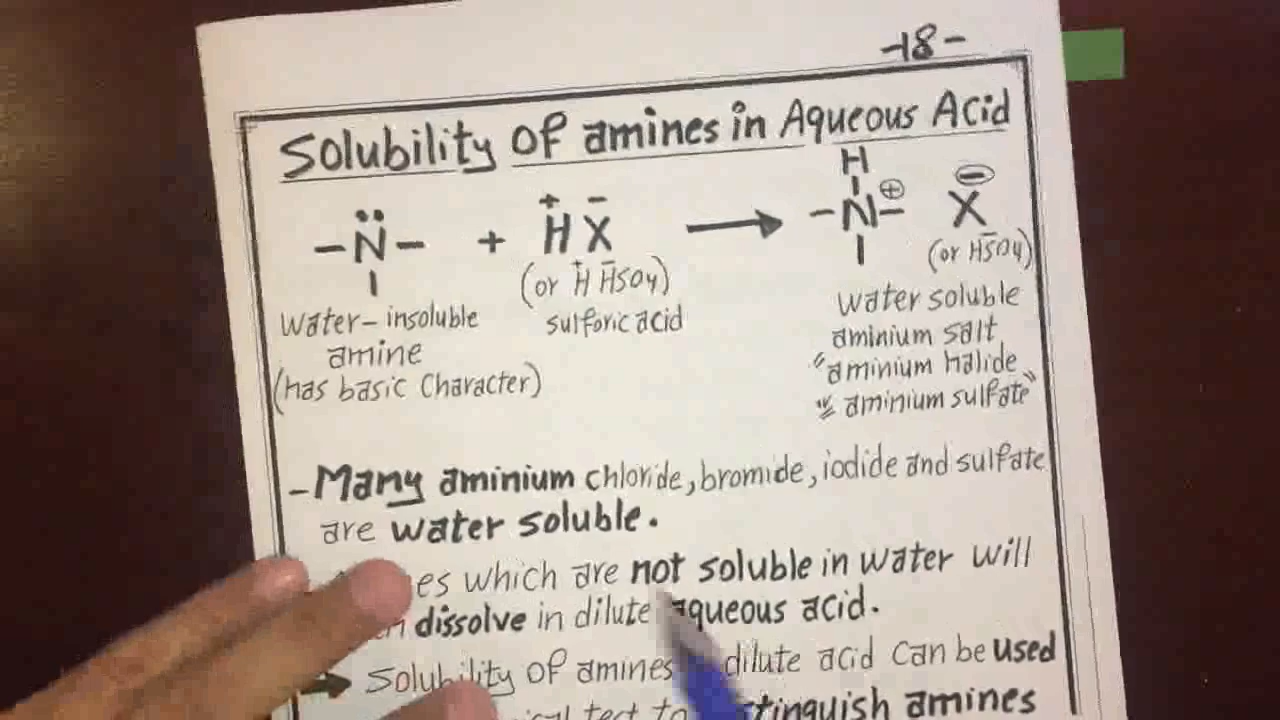 -18-
Solubility of amines in Aqueous Acid
H
-N̈- + H⁺ X⁻ → -N⊕- X⊖
(or H⁺ HSO4⁻) (or HSO4⁻)
Water-insoluble sulforic acid water soluble
amine aminium salt
(has basic Character) "aminium halide
" aminium sulfate"
-Many aminium chloride, bromide, iodide and sulfate
are water soluble.
which are not soluble in water will
dissolve in dilute aqueous acid.
→ Solubility of amines dilute acid can be used
test to amines